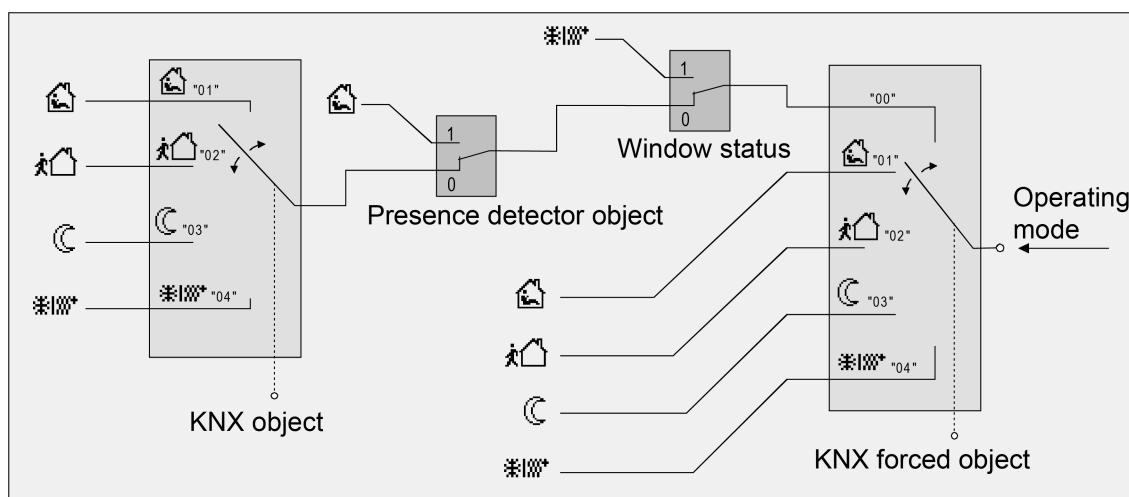 "01"
"02"
"03"
"04"
KNX object
1
0
Presence detector object
1
0
Window status
"00"
"01"
"02"
"03"
"04"
KNX forced object
Operating
mode